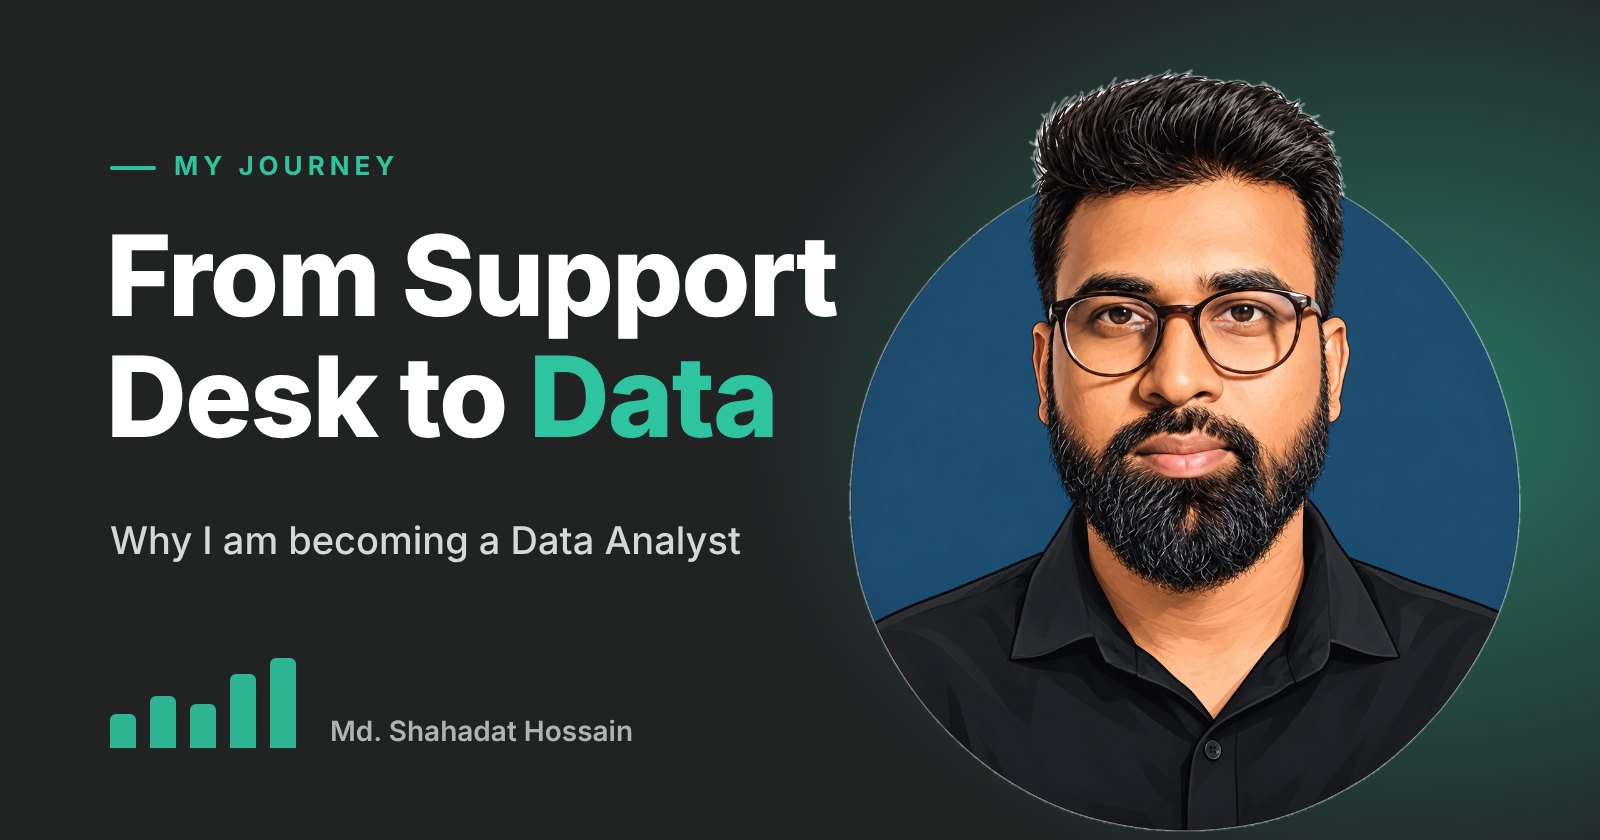 MY JOURNEY
From Support
Desk to Data
Why I am becoming a Data Analyst
Md. Shahadat Hossain